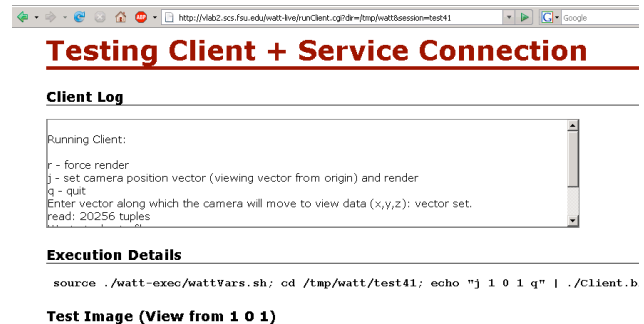 http://vlab2.scs.fsu.edu/watt-live/runClient.cgi?dir=/tmp/watt&session=test41
Google
Testing Client + Service Connection
Client Log
Running Client:
r - force render
j - set camera position vector (viewing vector from origin) and render
q - quit
Enter vector along which the camera will move to view data (x,y,z): vector set.
read: 20256 tuples
Execution Details
source ./watt-exec/wattVars.sh; cd /tmp/watt/test41; echo "j 1 0 1 q" | ./Client.b
Test Image (View from 1 0 1)